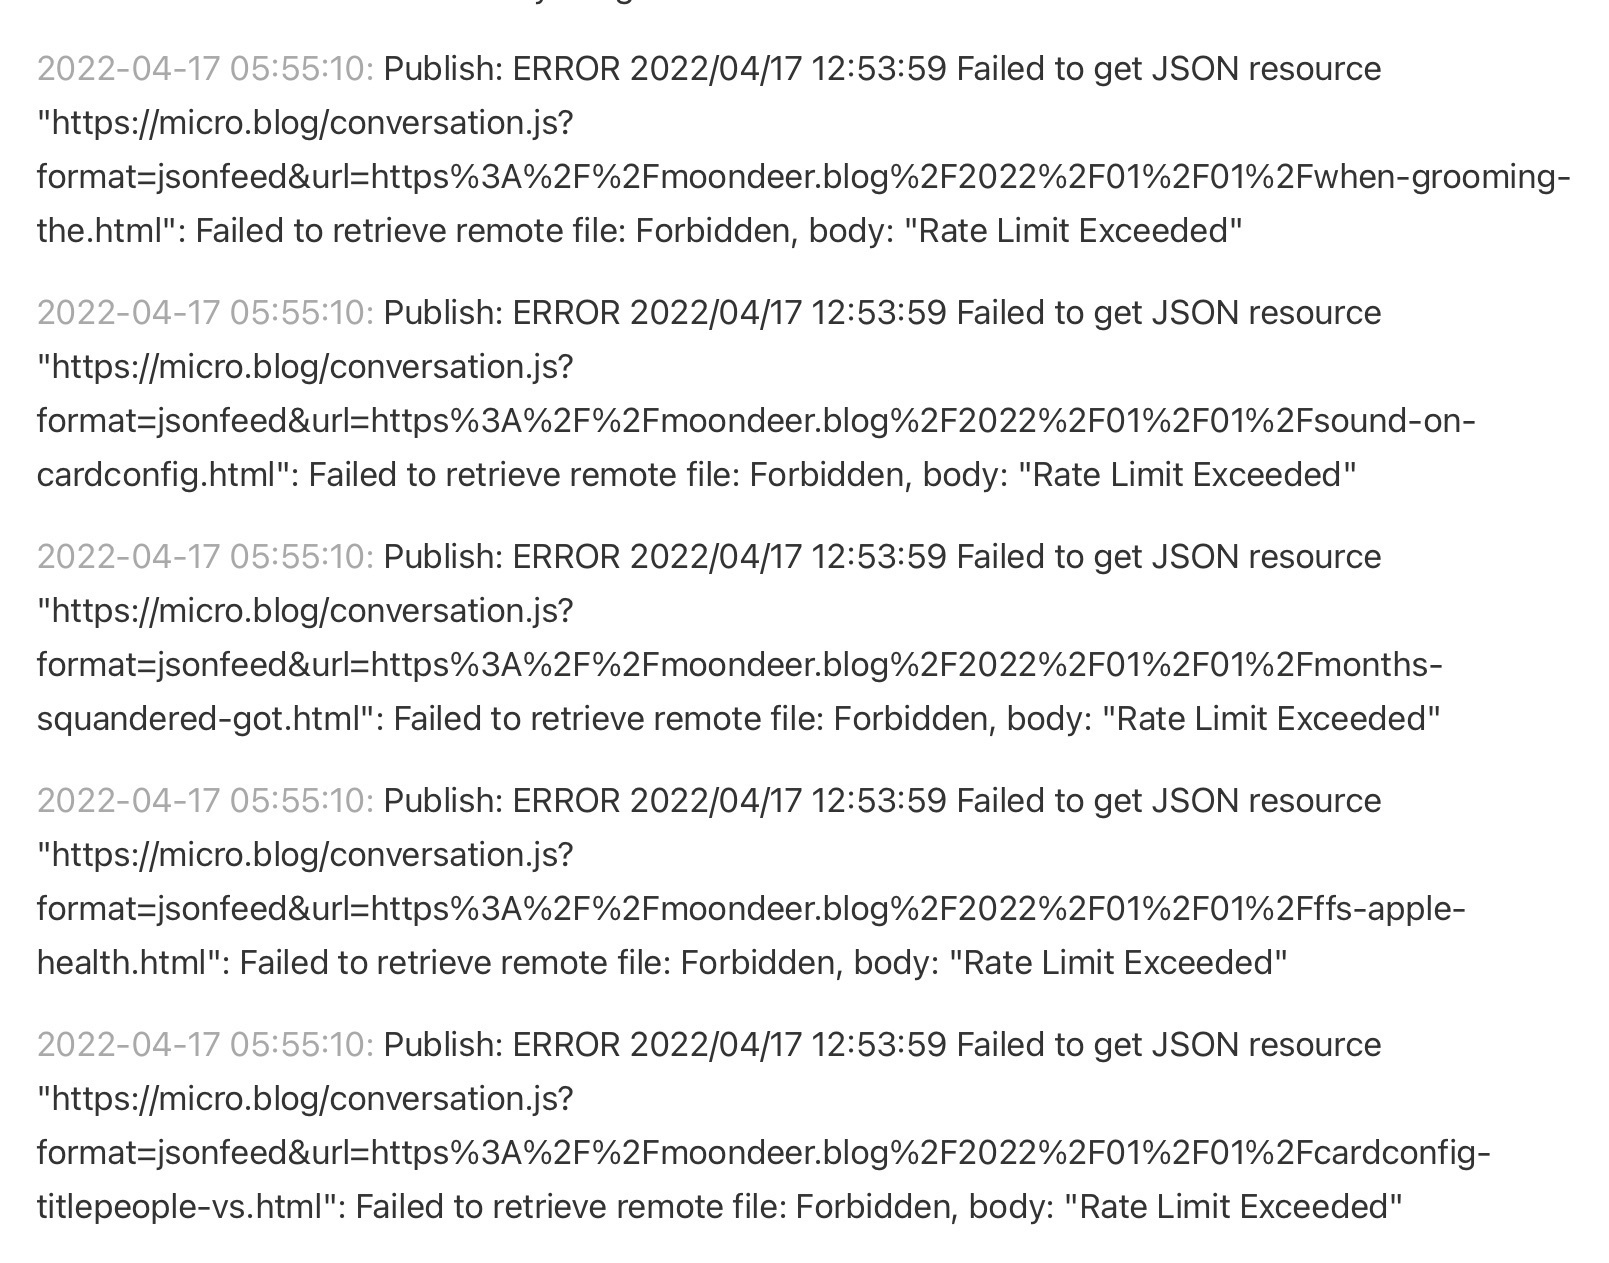 2022-04-17 05:55:10: Publish: ERROR 2022/04/17 12:53:59 Failed to get JSON resource
"https://micro.blog/conversation.js?
format=jsonfeed&url=https%3A%2F%2Fmoondeer.blog%2F2022%2F01%2F01%2Fwhen-grooming-
the.html": Failed to retrieve remote file: Forbidden, body: "Rate Limit Exceeded"
2022-04-17 05:55:10: Publish: ERROR 2022/04/17 12:53:59 Failed to get JSON resource
"https://micro.blog/conversation.js?
format=jsonfeed&url=https%3A%2F%2Fmoondeer.blog%2F2022%2F01%2F01%2Fsound-on-
cardconfig.html": Failed to retrieve remote file: Forbidden, body: "Rate Limit Exceeded"
2022-04-17 05:55:10: Publish: ERROR 2022/04/17 12:53:59 Failed to get JSON resource
"https://micro.blog/conversation.js?
format=jsonfeed&url=https%3A%2F%2Fmoondeer.blog%2F2022%2F01%2F01%2Fmonths-
squandered-got.html": Failed to retrieve remote file: Forbidden, body: "Rate Limit Exceeded"
2022-04-17 05:55:10: Publish: ERROR 2022/04/17 12:53:59 Failed to get JSON resource
"https://micro.blog/conversation.js?
format=jsonfeed&url=https%3A%2F%2Fmoondeer.blog%2F2022%2F01%2F01%2Fffs-apple-
health.html": Failed to retrieve remote file: Forbidden, body: "Rate Limit Exceeded"
2022-04-17 05:55:10: Publish: ERROR 2022/04/17 12:53:59 Failed to get JSON resource
"https://micro.blog/conversation.js?
format=jsonfeed&url=https%3A%2F%2Fmoondeer.blog%2F2022%2F01%2F01%2Fcardconfig-
titlepeople-vs.html": Failed to retrieve remote file: Forbidden, body: "Rate Limit Exceeded"